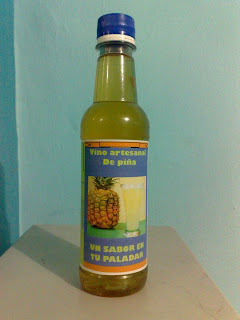 Vino artesanal
De piña
UN SABOR EN
TU PALADAR